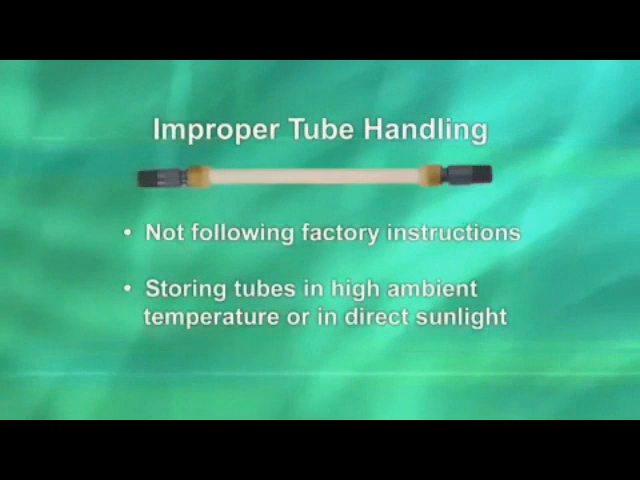 Improper Tube Handling
• Not following factory instructions
• Storing tubes in high ambient
temperature or in direct sunlight